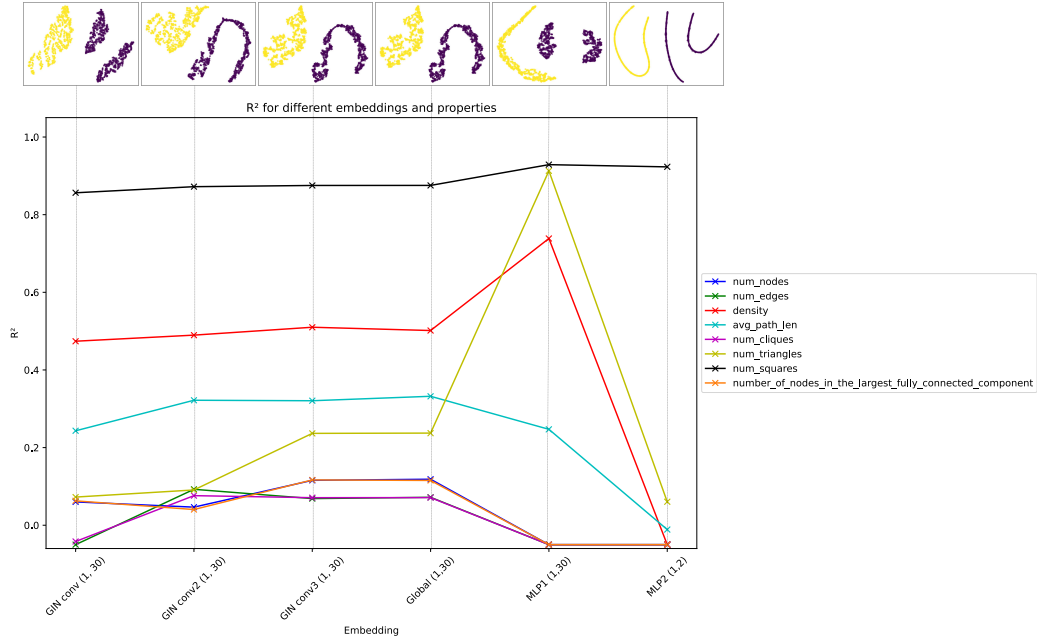 R² for different embeddings and properties
1.0
0.8
0.6
0.4
0.2
0.0
R²
GIN conv (1, 30)
GIN conv2 (1, 30)
GIN conv3 (1, 30)
Global (1, 30)
MLP1 (1,30)
MLP2 (1,2)
Embedding
num_nodes
num_edges
density
avg_path_len
num_cliques
num_triangles
num_squares
number_of_nodes_in_the_largest_fully_connected_component